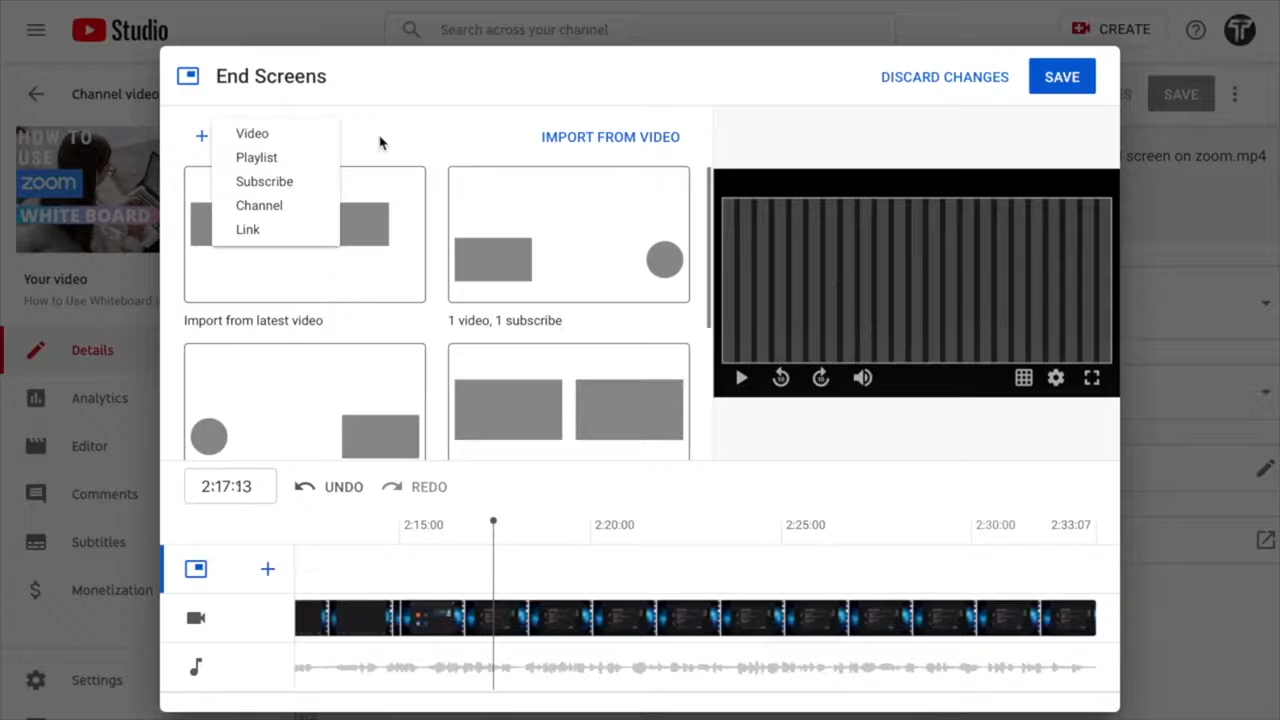 Studio
Search across your channel
CREATE
Channel video
SAVE
End Screens
DISCARD CHANGES
SAVE
HOW TO
USE
zoom
WHITE BOARD
Your video
How to Use Whiteboard
Details
Analytics
Editor
Comments
Subtitles
Monetization
Settings
Video
Playlist
Subscribe
Channel
Link
IMPORT FROM VIDEO
Import from latest video
1 video, 1 subscribe
screen on zoom.mp4
10
10
2:17:13
UNDO
REDO
2:15:00
2:20:00
2:25:00
2:30:00
2:33:07